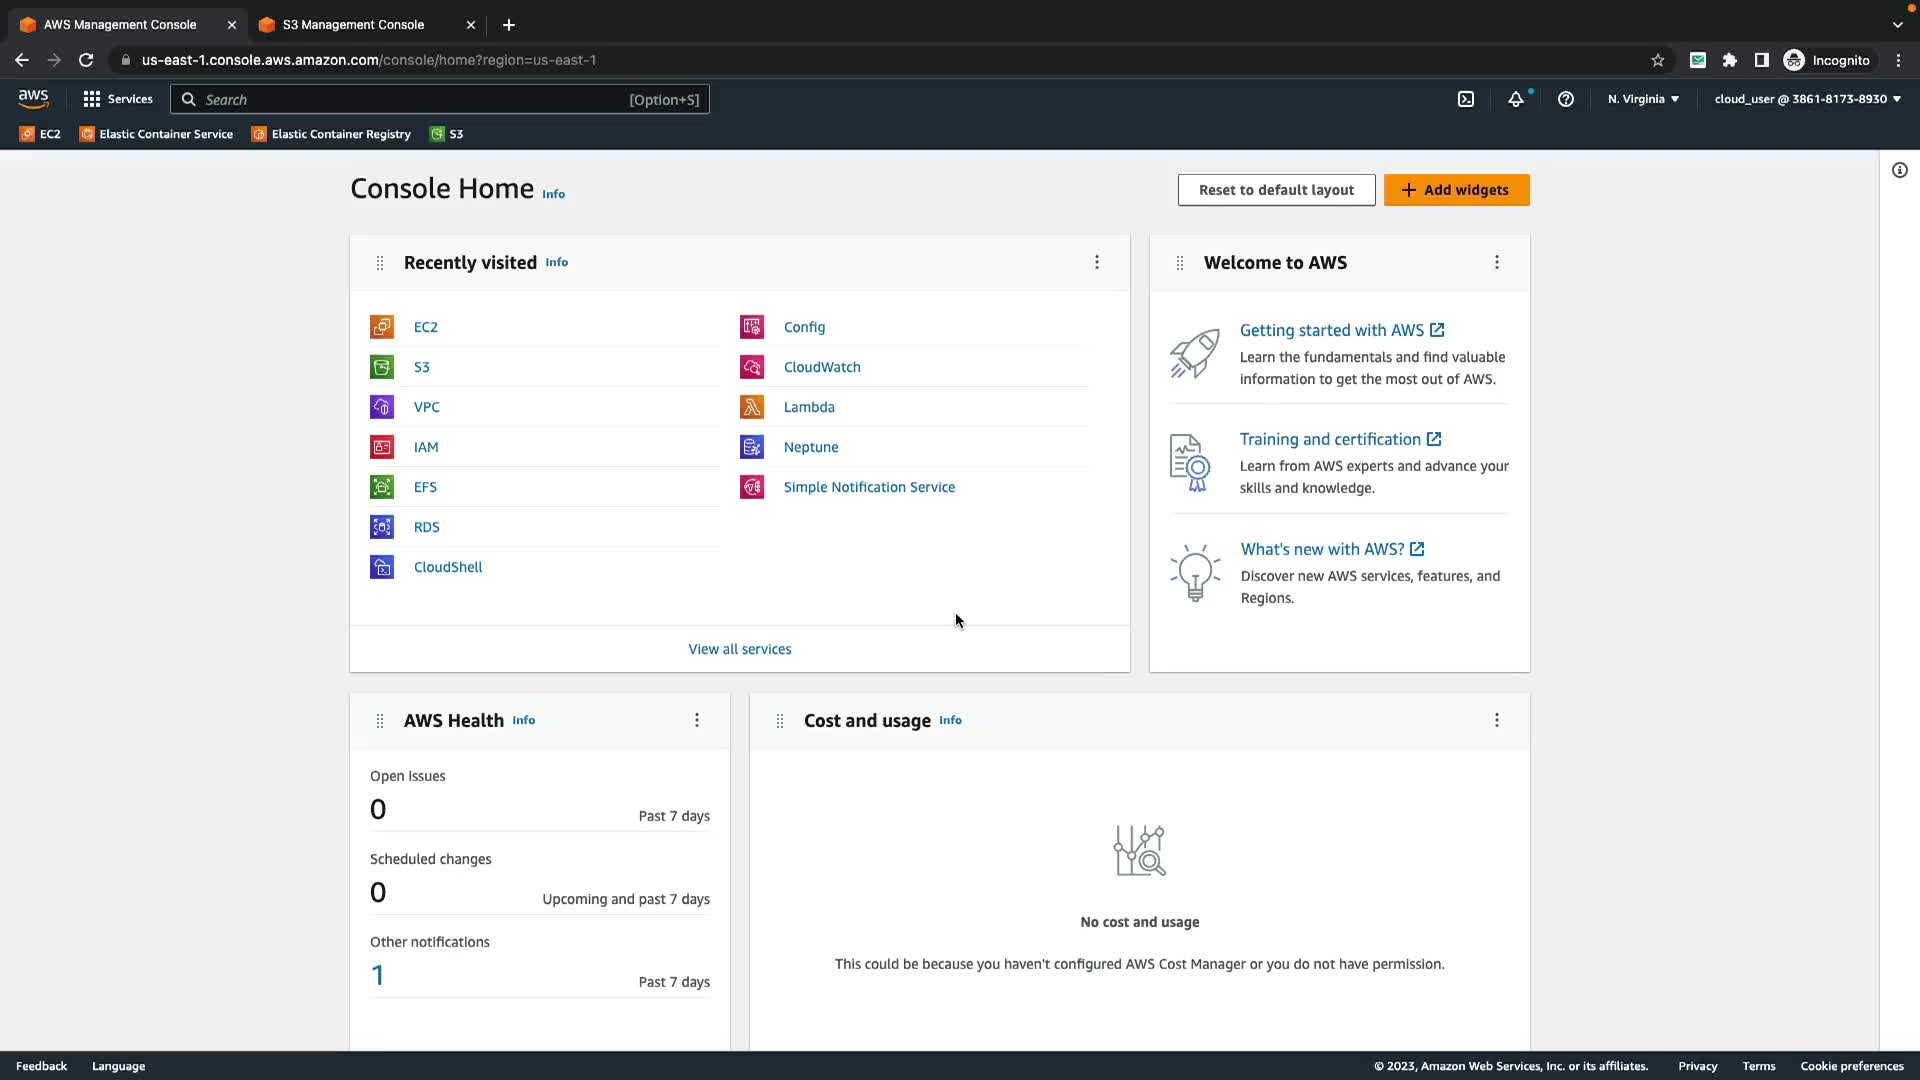 AWS Management Console
S3 Management Console
us-east-1.console.aws.amazon.com/console/home?region=us-east-1
Incognito
aws
Services
Search
[Option+S]
N. Virginia
cloud_user @ 3861-8173-8930
EC2
Elastic Container Service
Elastic Container Registry
S3
Console Home Info
Reset to default layout
Add widgets
Recently visited Info
EC2
S3
VPC
IAM
EFS
RDS
CloudShell
Config
CloudWatch
Lambda
Neptune
Simple Notification Service
View all services
Welcome to AWS
Getting started with AWS
Learn the fundamentals and find valuable
information to get the most out of AWS.
Training and certification
Learn from AWS experts and advance your
skills and knowledge.
What's new with AWS?
Discover new AWS services, features, and
Regions.
AWS Health Info
Open issues
0
Past 7 days
Scheduled changes
0
Upcoming and past 7 days
Other notifications
1
Past 7 days
Cost and usage Info
No cost and usage
This could be because you haven't configured AWS Cost Manager or you do not have permission.
Feedback
Language
© 2023, Amazon Web Services, Inc. or its affiliates.
Privacy
Terms
Cookie preferences